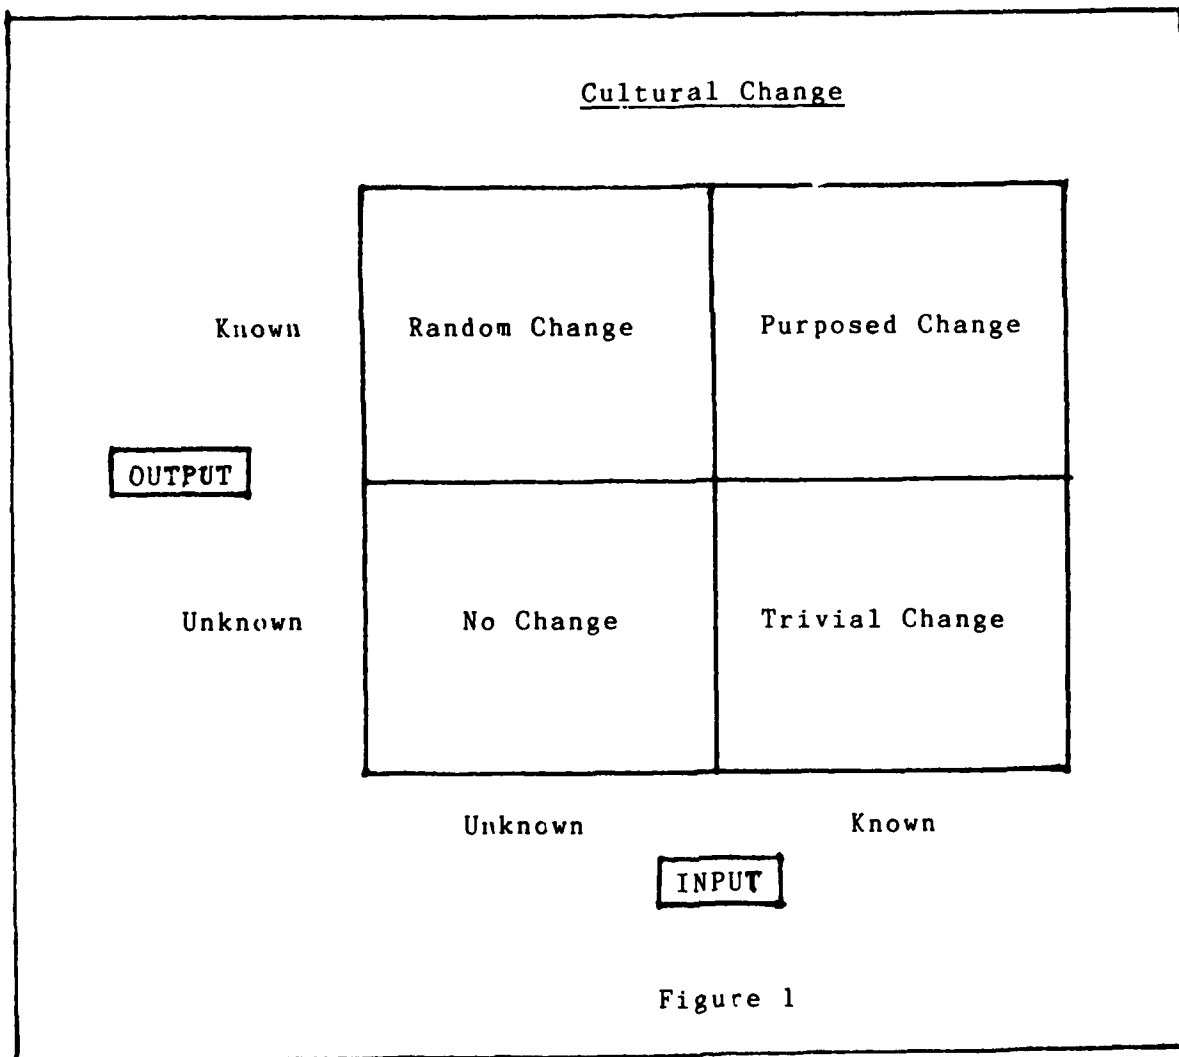 Cultural Change
Known Random Change Purposed Change
OUTPUT
Unknown No Change Trivial Change
Unknown Known
INPUT
Figure 1